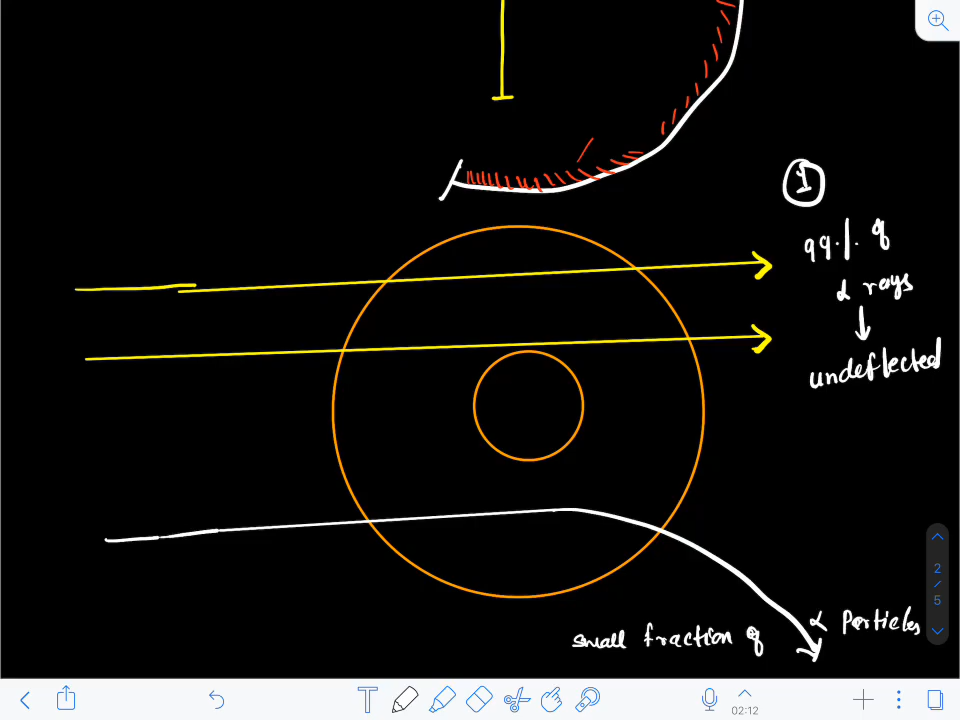 1
99·/· of
α rays
undeflected
small fraction of α Particles
T
2
5
02:12